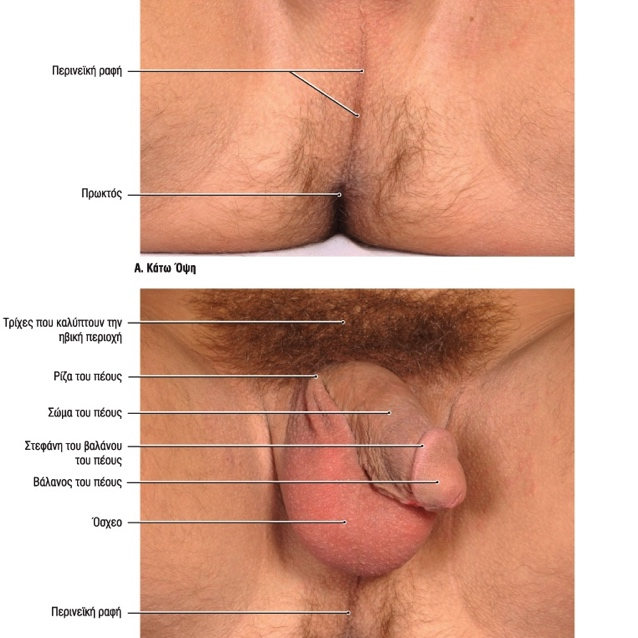 Περινεϊκή ραφή
Πρωκτός
Α. Κάτω Όψη
Τρίχες που καλύπτουν την
ηβική περιοχή
Ρίζα του πέους
Σώμα του πέους
Στεφάνη του βαλάνου
του πέους
Βάλανος του πέους
Όσχεο
Περινεϊκή ραφή